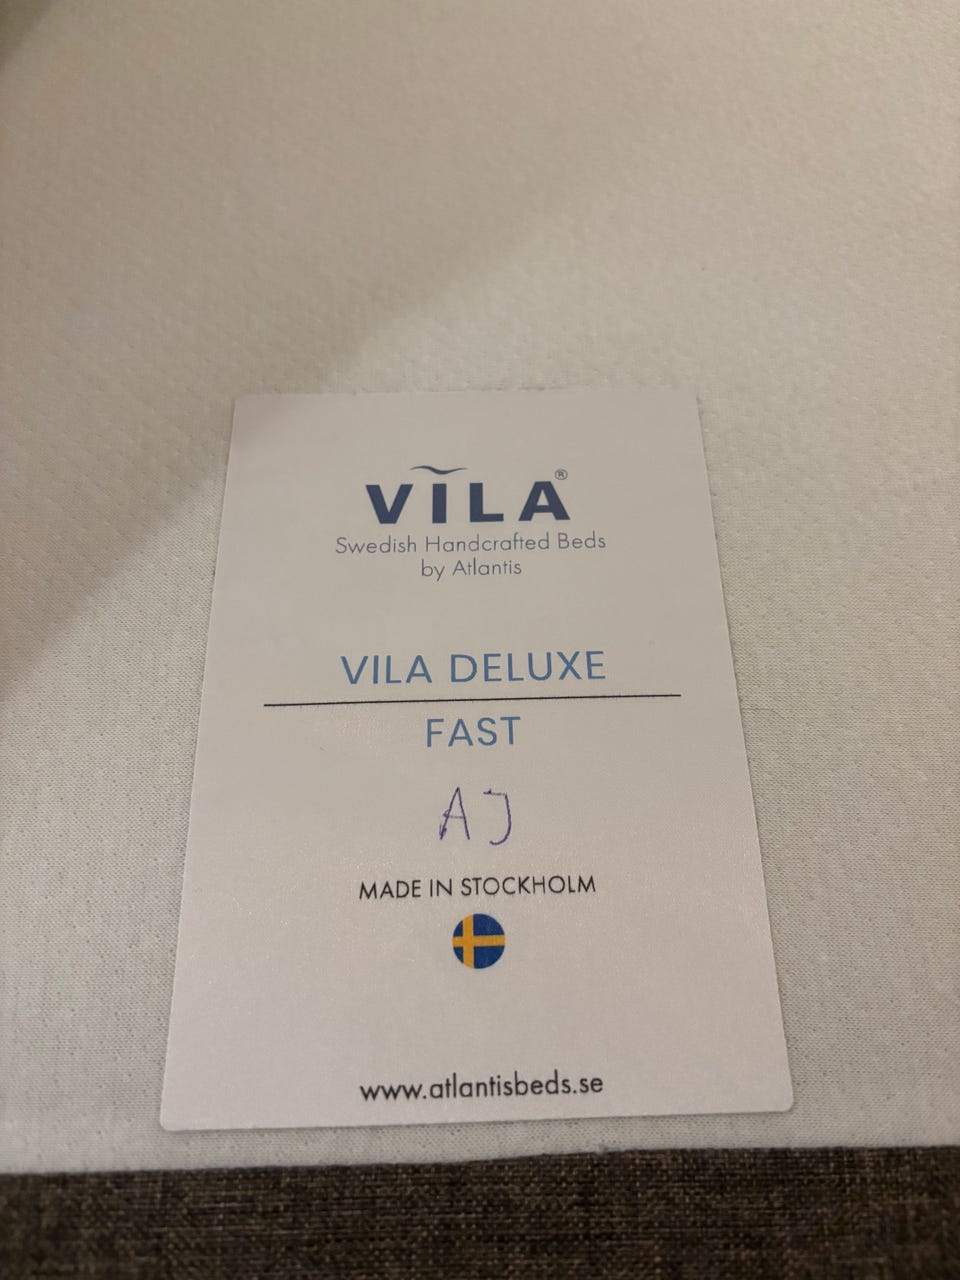 VILA®
Swedish Handcrafted Beds
by Atlantis
VILA DELUXE
FAST
AJ
MADE IN STOCKHOLM
www.atlantisbeds.se